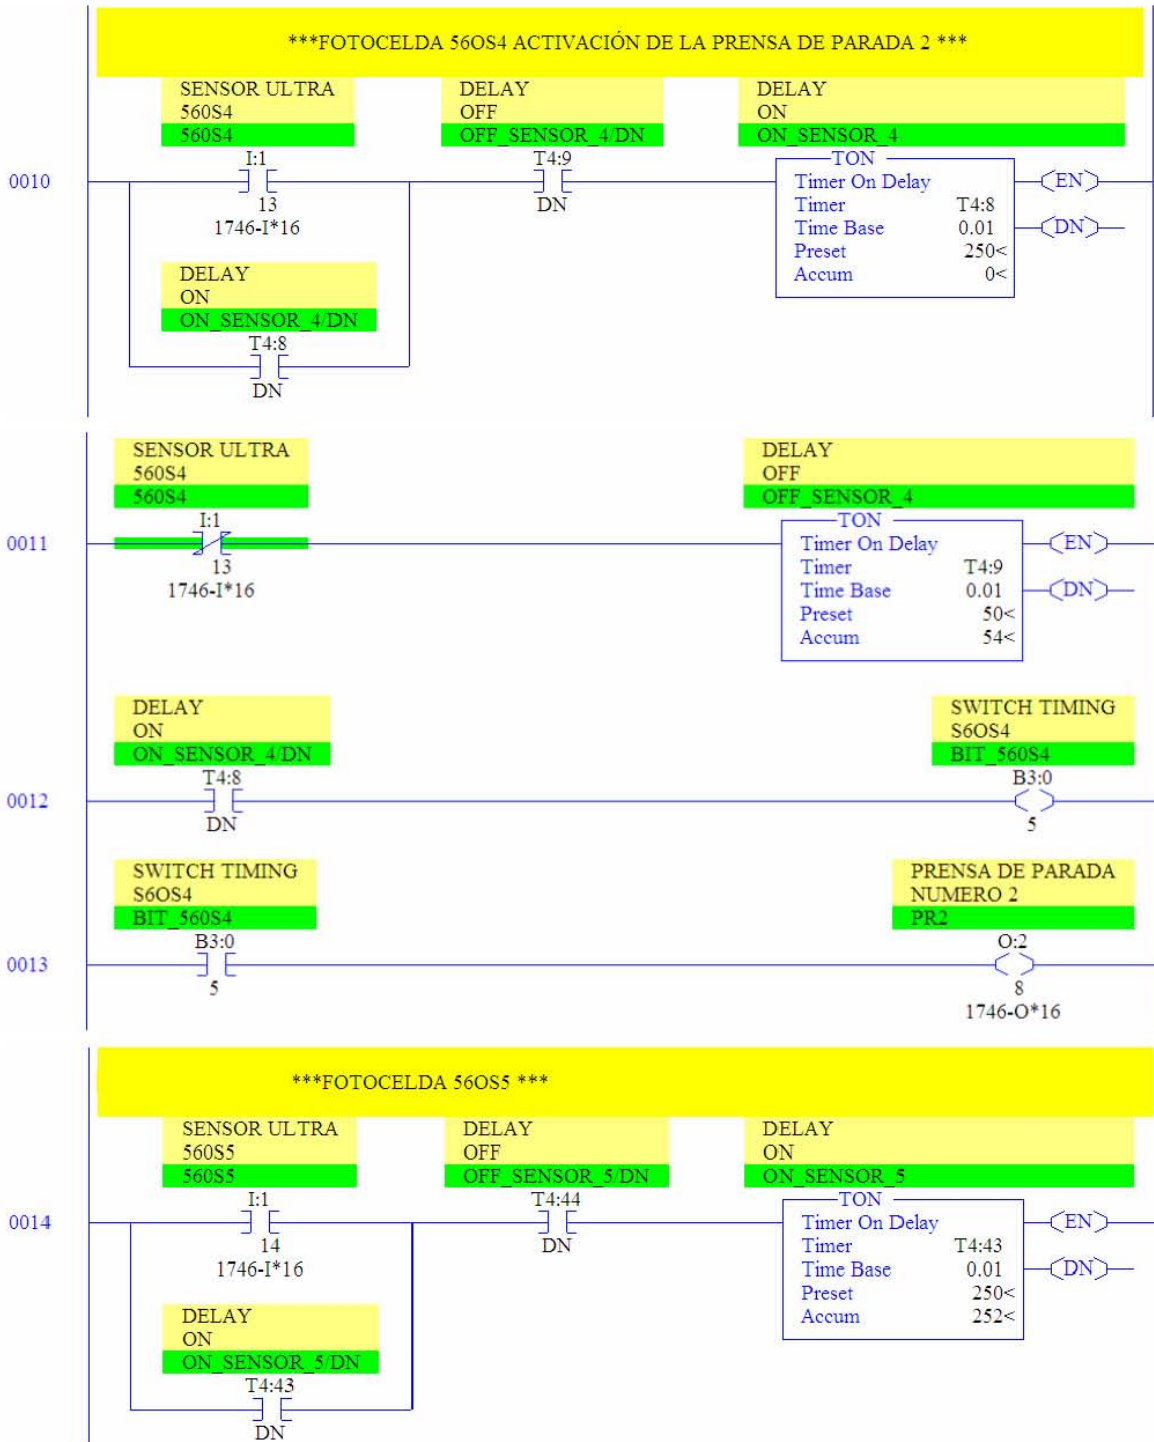 ***FOTOCELDA 56OS4 ACTIVACIÓN DE LA PRENSA DE PARADA 2 ***
SENSOR ULTRA
560S4
560S4
I:1
13
1746-I*16
DELAY
OFF
OFF_SENSOR_4/DN
T4:9
DN
DELAY
ON
ON_SENSOR_4
TON
Timer On Delay
Timer T4:8
Time Base 0.01
Preset 250<
Accum 0<
EN
DN
0010
DELAY
ON
ON_SENSOR_4/DN
T4:8
DN
SENSOR ULTRA
560S4
560S4
I:1
13
1746-I*16
DELAY
OFF
OFF_SENSOR_4
TON
Timer On Delay
Timer T4:9
Time Base 0.01
Preset 50<
Accum 54<
EN
DN
0011
DELAY
ON
ON_SENSOR_4/DN
T4:8
DN
SWITCH TIMING
S6OS4
BIT_560S4
B3:0
5
0012
SWITCH TIMING
S6OS4
BIT_560S4
B3:0
5
PRENSA DE PARADA
NUMERO 2
PR2
O:2
8
1746-O*16
0013
***FOTOCELDA 56OS5 ***
SENSOR ULTRA
560S5
560S5
I:1
14
1746-I*16
DELAY
OFF
OFF_SENSOR_5/DN
T4:44
DN
DELAY
ON
ON_SENSOR_5
TON
Timer On Delay
Timer T4:43
Time Base 0.01
Preset 250<
Accum 252<
EN
DN
0014
DELAY
ON
ON_SENSOR_5/DN
T4:43
DN